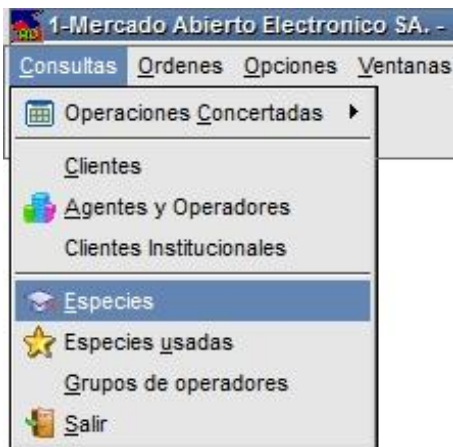 1-Mercado Abierto Electronico SA. -
Consultas Ordenes Opciones Ventanas
Operaciones Concertadas
Clientes
Agentes y Operadores
Clientes Institucionales
Especies
Especies usadas
Grupos de operadores
Salir